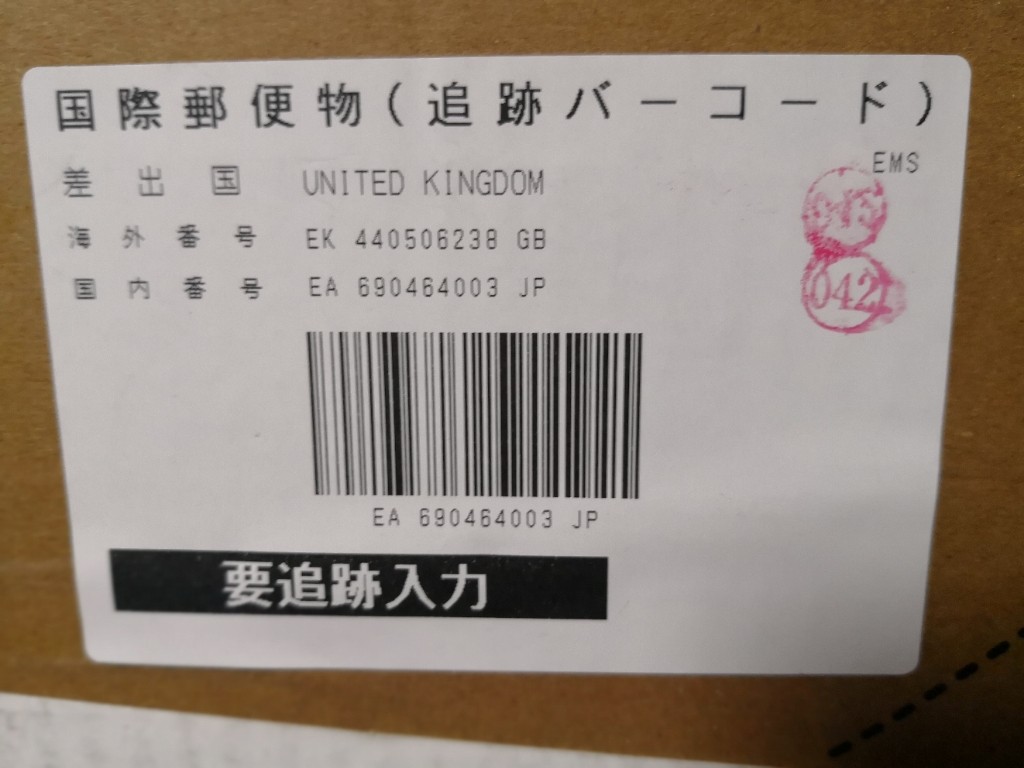 国際郵便物(追跡バーコード)
EMS
差出国 UNITED KINGDOM
海外番号 EK 440506238 GB
国内番号 EA 690464003 JP
042
EA 690464003 JP
要追跡入力